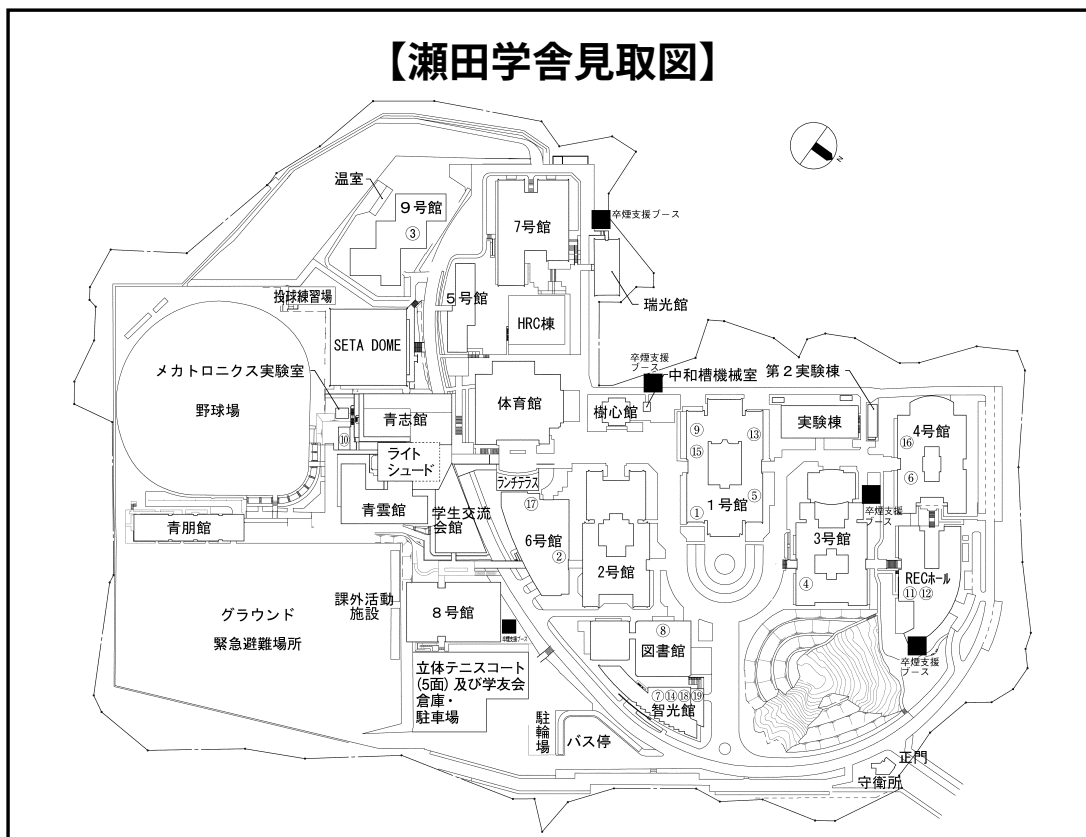 【瀬田学舎見取図】
N
温室
9号館
③
7号館
卒煙支援ブース
投球練習場
5号館
HRC棟
瑞光館
SETA DOME
メカトロニクス実験室
野球場
⑩
青志館
体育館
卒煙支援
ブース
中和槽機械室
第2実験棟
樹心館
⑨
⑬
⑮
実験棟
4号館
⑯
⑥
ライト
シュード
ランチテラス
⑰
⑤
①
1号館
卒煙支援
ブース
青雲館
学生交流
会館
青朋館
6号館
②
2号館
3号館
④
RECホール
⑪
⑫
課外活動
施設
グラウンド
緊急避難場所
8号館
卒煙支援ブース
⑧
図書館
卒煙支援
ブース
立体テニスコート
(5面)及び学友会
倉庫・
駐車場
⑦⑭⑱⑲
智光館
駐輪場
バス停
正門
守衛所